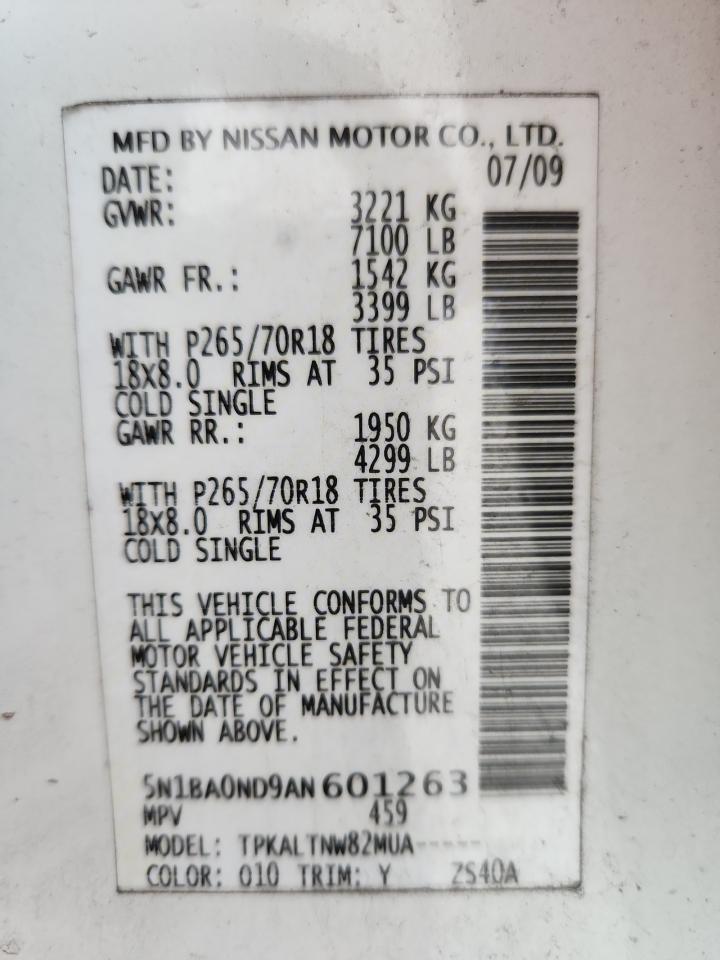 MFD BY NISSAN MOTOR CO., LTD.
DATE: 07/09
GVWR: 3221 KG
7100 LB
GAWR FR.: 1542 KG
3399 LB
WITH P265/70R18 TIRES
18X8.0 RIMS AT 35 PSI
COLD SINGLE
GAWR RR.: 1950 KG
4299 LB
WITH P265/70R18 TIRES
18X8.0 RIMS AT 35 PSI
COLD SINGLE
THIS VEHICLE CONFORMS TO
ALL APPLICABLE FEDERAL
MOTOR VEHICLE SAFETY
STANDARDS IN EFFECT ON
THE DATE OF MANUFACTURE
SHOWN ABOVE.
5N1BA0ND9AN601263
MPV 459
MODEL: TPKALTNW82MUA-----
COLOR: 010 TRIM: Y ZS40A